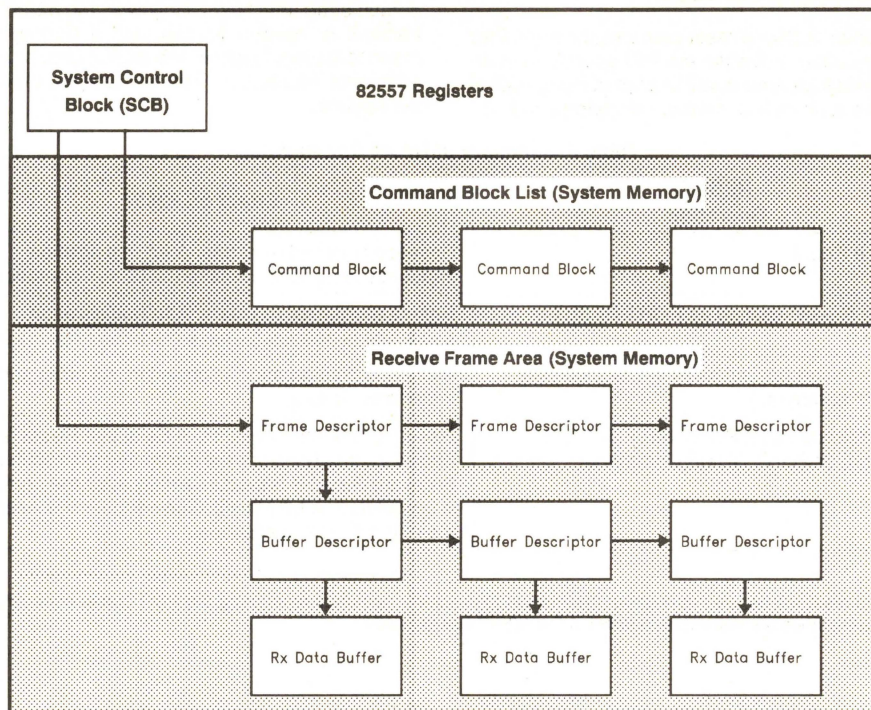 System Control
Block (SCB)
82557 Registers
Command Block List (System Memory)
Command Block
Command Block
Command Block
Receive Frame Area (System Memory)
Frame Descriptor
Frame Descriptor
Frame Descriptor
Buffer Descriptor
Buffer Descriptor
Buffer Descriptor
Rx Data Buffer
Rx Data Buffer
Rx Data Buffer